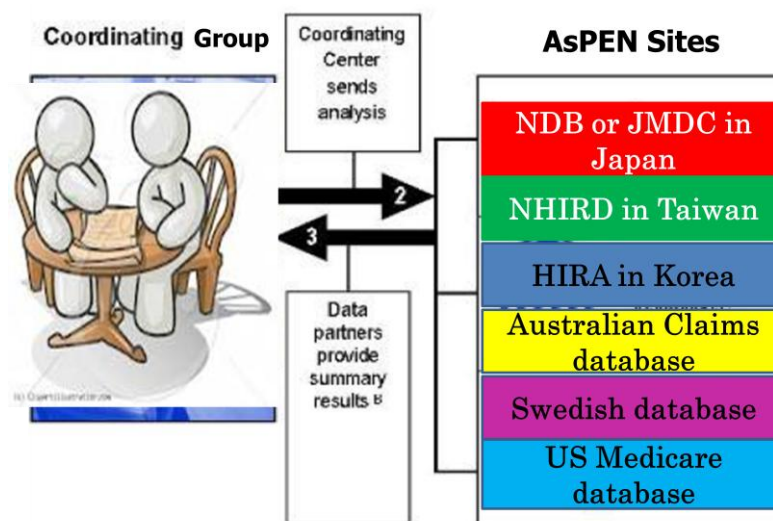 Coordinating Group
Coordinating
Center
sends
analysis
2
3
Data
partners
provide
summary
results B
AsPEN Sites
NDB or JMDC in
Japan
NHIRD in Taiwan
HIRA in Korea
Australian Claims
database
Swedish database
US Medicare
database